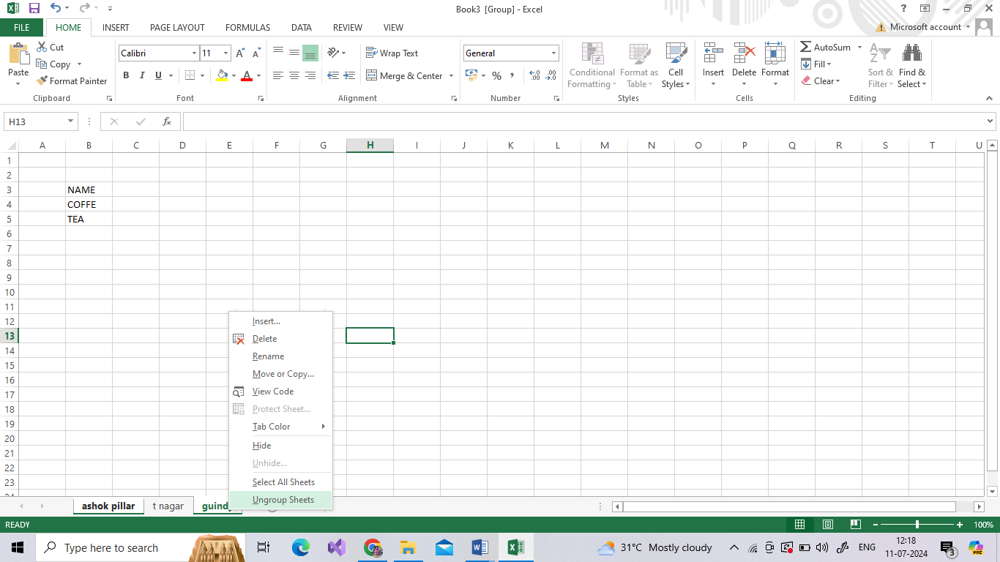 Book3 [Group] - Excel
FILE HOME INSERT PAGE LAYOUT FORMULAS DATA REVIEW VIEW Microsoft account
Paste
Cut
Copy
Format Painter
Clipboard
Calibri 11
B I U
Font
Wrap Text
Merge & Center
Alignment
General
%
Number
Conditional Formatting
Format as Table
Cell Styles
Styles
Insert Delete Format
Cells
AutoSum
Fill
Clear
Sort & Filter
Find & Select
Editing
H13 fx
A B C D E F G H I J K L M N O P Q R S T U
1
2
3 NAME
4 COFFE
5 TEA
6
7
8
9
10
11
12
13
14
15
16
17
18
19
20
21
22
23
24
Insert...
Delete
Rename
Move or Copy...
View Code
Protect Sheet...
Tab Color
Hide
Unhide...
Select All Sheets
Ungroup Sheets
ashok pillar t nagar guindy
READY 100%
Type here to search 31°C Mostly cloudy ENG 12:18
11-07-2024 3 PRE